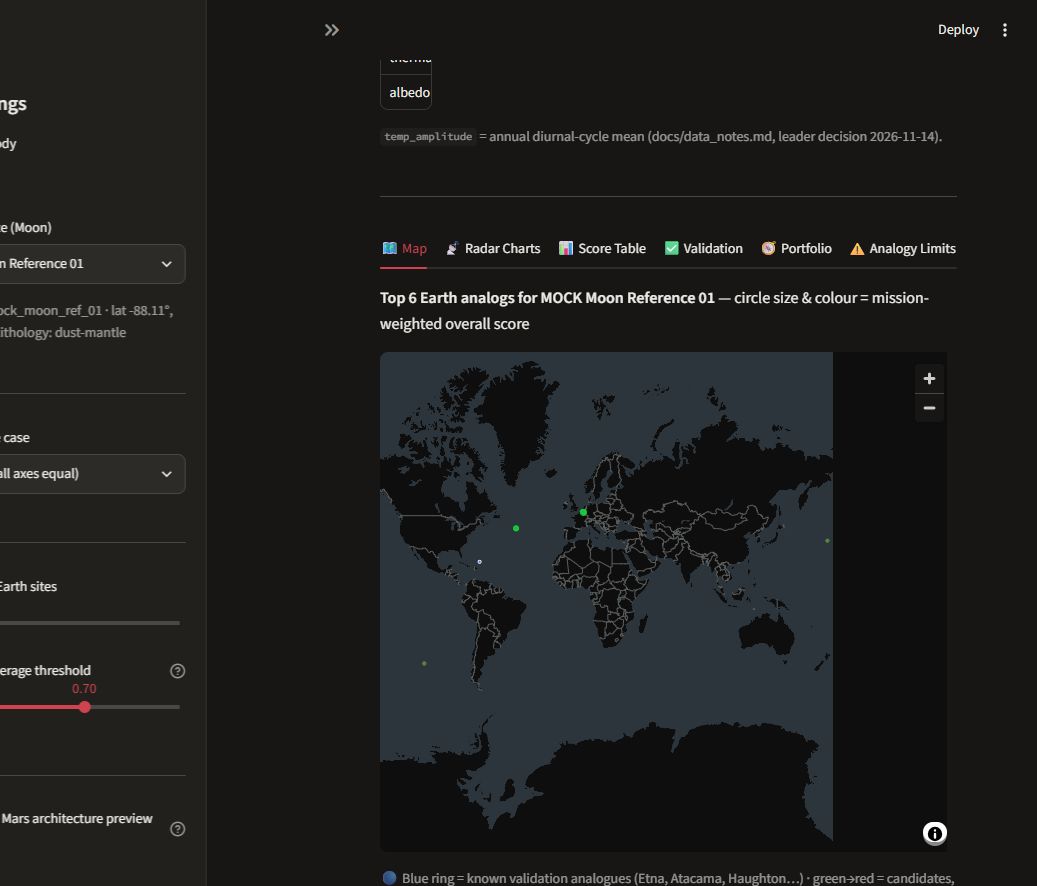 Deploy
albedo
temp_amplitude = annual diurnal-cycle mean (docs/data_notes.md, leader decision 2026-11-14).
ngs
dy
e (Moon)
n Reference 01
ock_moon_ref_01 · lat -88.11°,
ithology: dust-mantle
case
all axes equal)
Earth sites
erage threshold
0.70
Mars architecture preview
Map
Radar Charts
Score Table
Validation
Portfolio
Analogy Limits
Top 6 Earth analogs for MOCK Moon Reference 01 — circle size & colour = mission-
weighted overall score
+
−
Blue ring = known validation analogues (Etna, Atacama, Haughton…) · green→red = candidates,